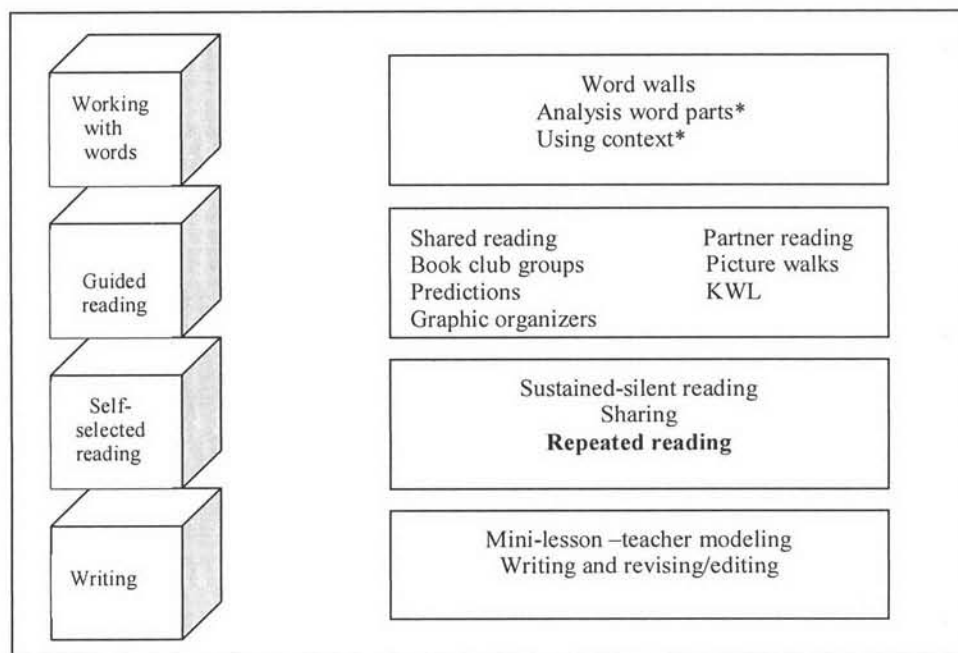 Working
with
words
Word walls
Analysis word parts*
Using context*
Guided
reading
Shared reading
Book club groups
Predictions
Graphic organizers
Partner reading
Picture walks
KWL
Self-
selected
reading
Sustained-silent reading
Sharing
Repeated reading
Writing
Mini-lesson –teacher modeling
Writing and revising/editing